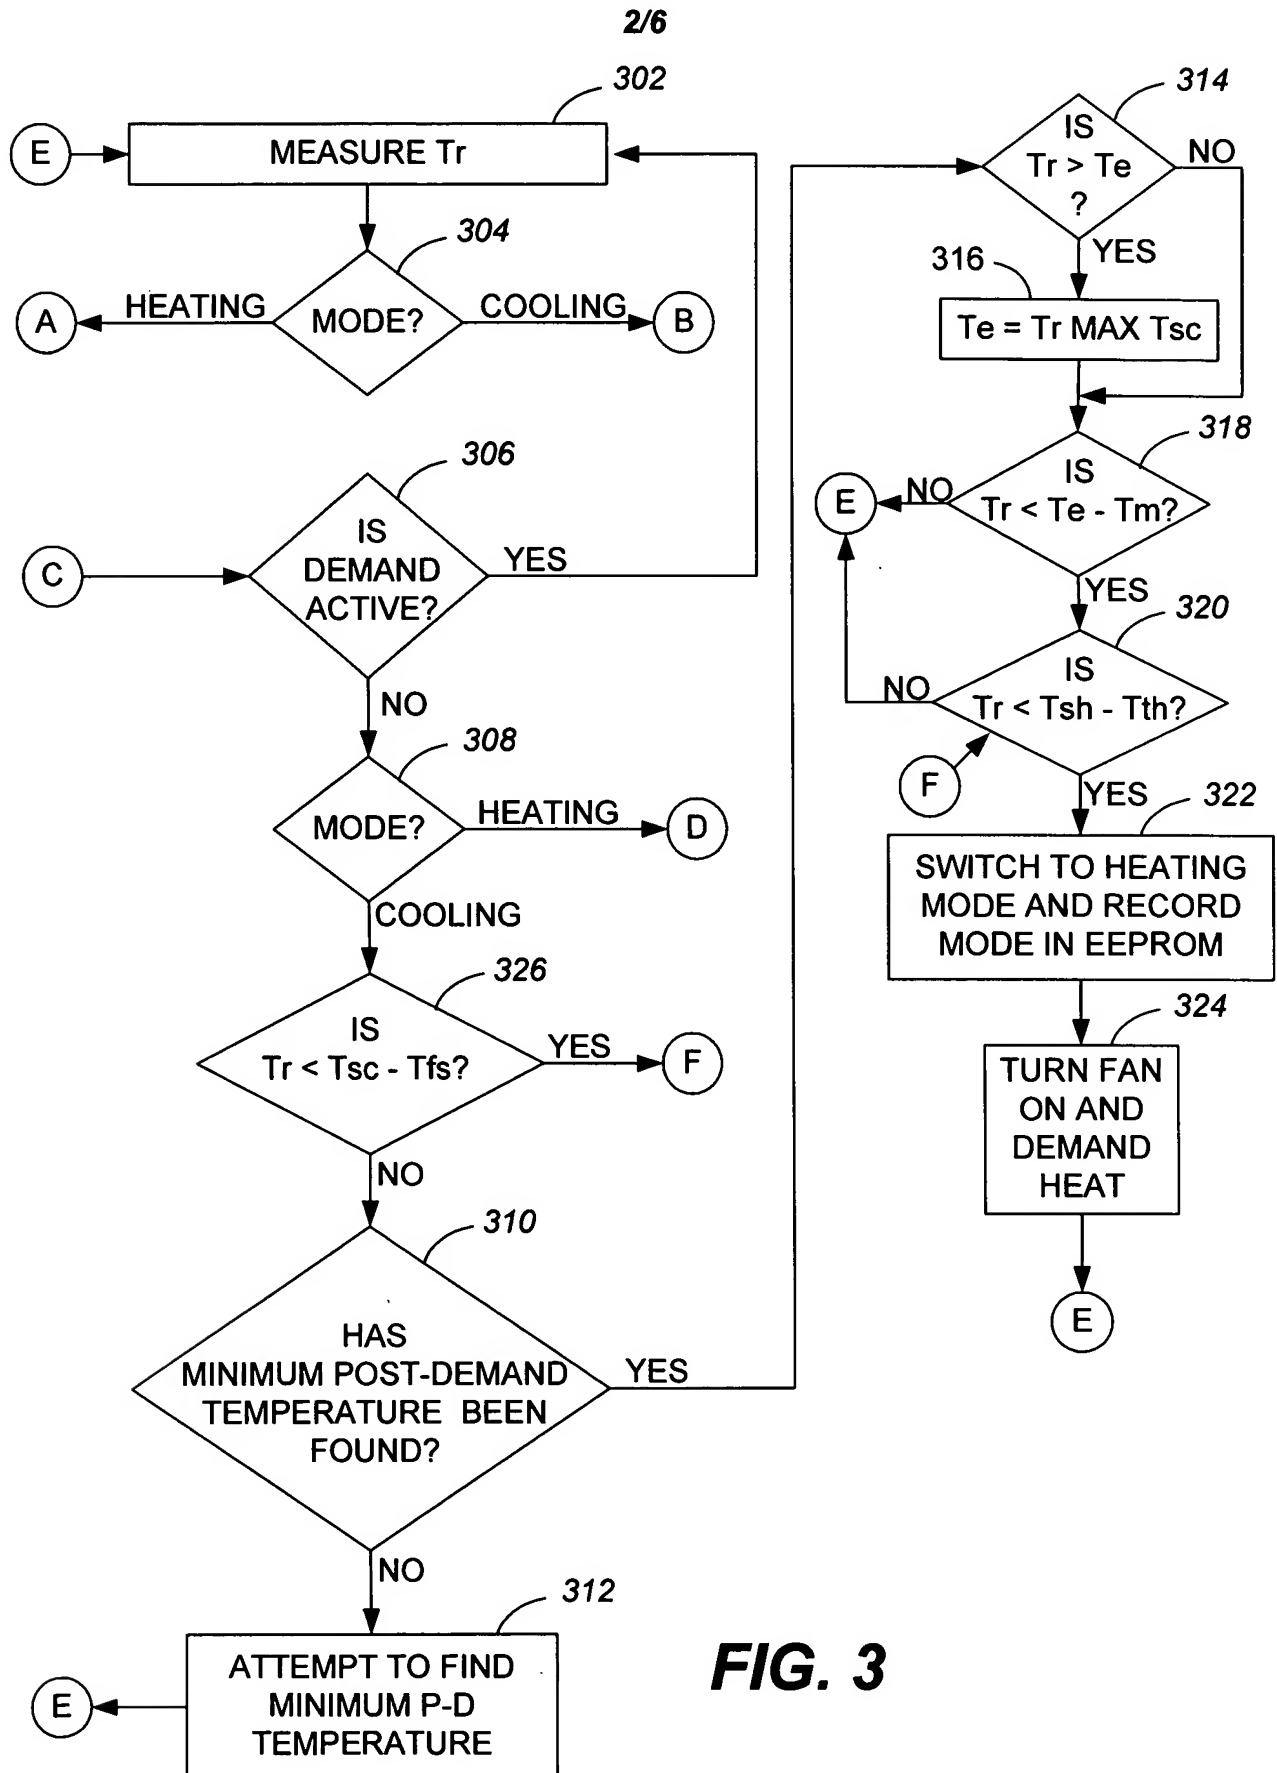 2/6
302
E
MEASURE Tr
304
A
HEATING
MODE?
COOLING
B
306
C
IS
DEMAND
ACTIVE?
YES
NO
308
MODE?
HEATING
D
COOLING
326
IS
Tr < Tsc - Tfs?
YES
F
NO
310
HAS
MINIMUM POST-DEMAND
TEMPERATURE BEEN
FOUND?
YES
NO
312
ATTEMPT TO FIND
MINIMUM P-D
TEMPERATURE
E
314
IS
Tr > Te
?
NO
YES
316
Te = Tr MAX Tsc
318
IS
Tr < Te - Tm?
NO
E
YES
320
IS
Tr < Tsh - Tth?
NO
F
YES
322
SWITCH TO HEATING
MODE AND RECORD
MODE IN EEPROM
324
TURN FAN
ON AND
DEMAND
HEAT
E
FIG. 3